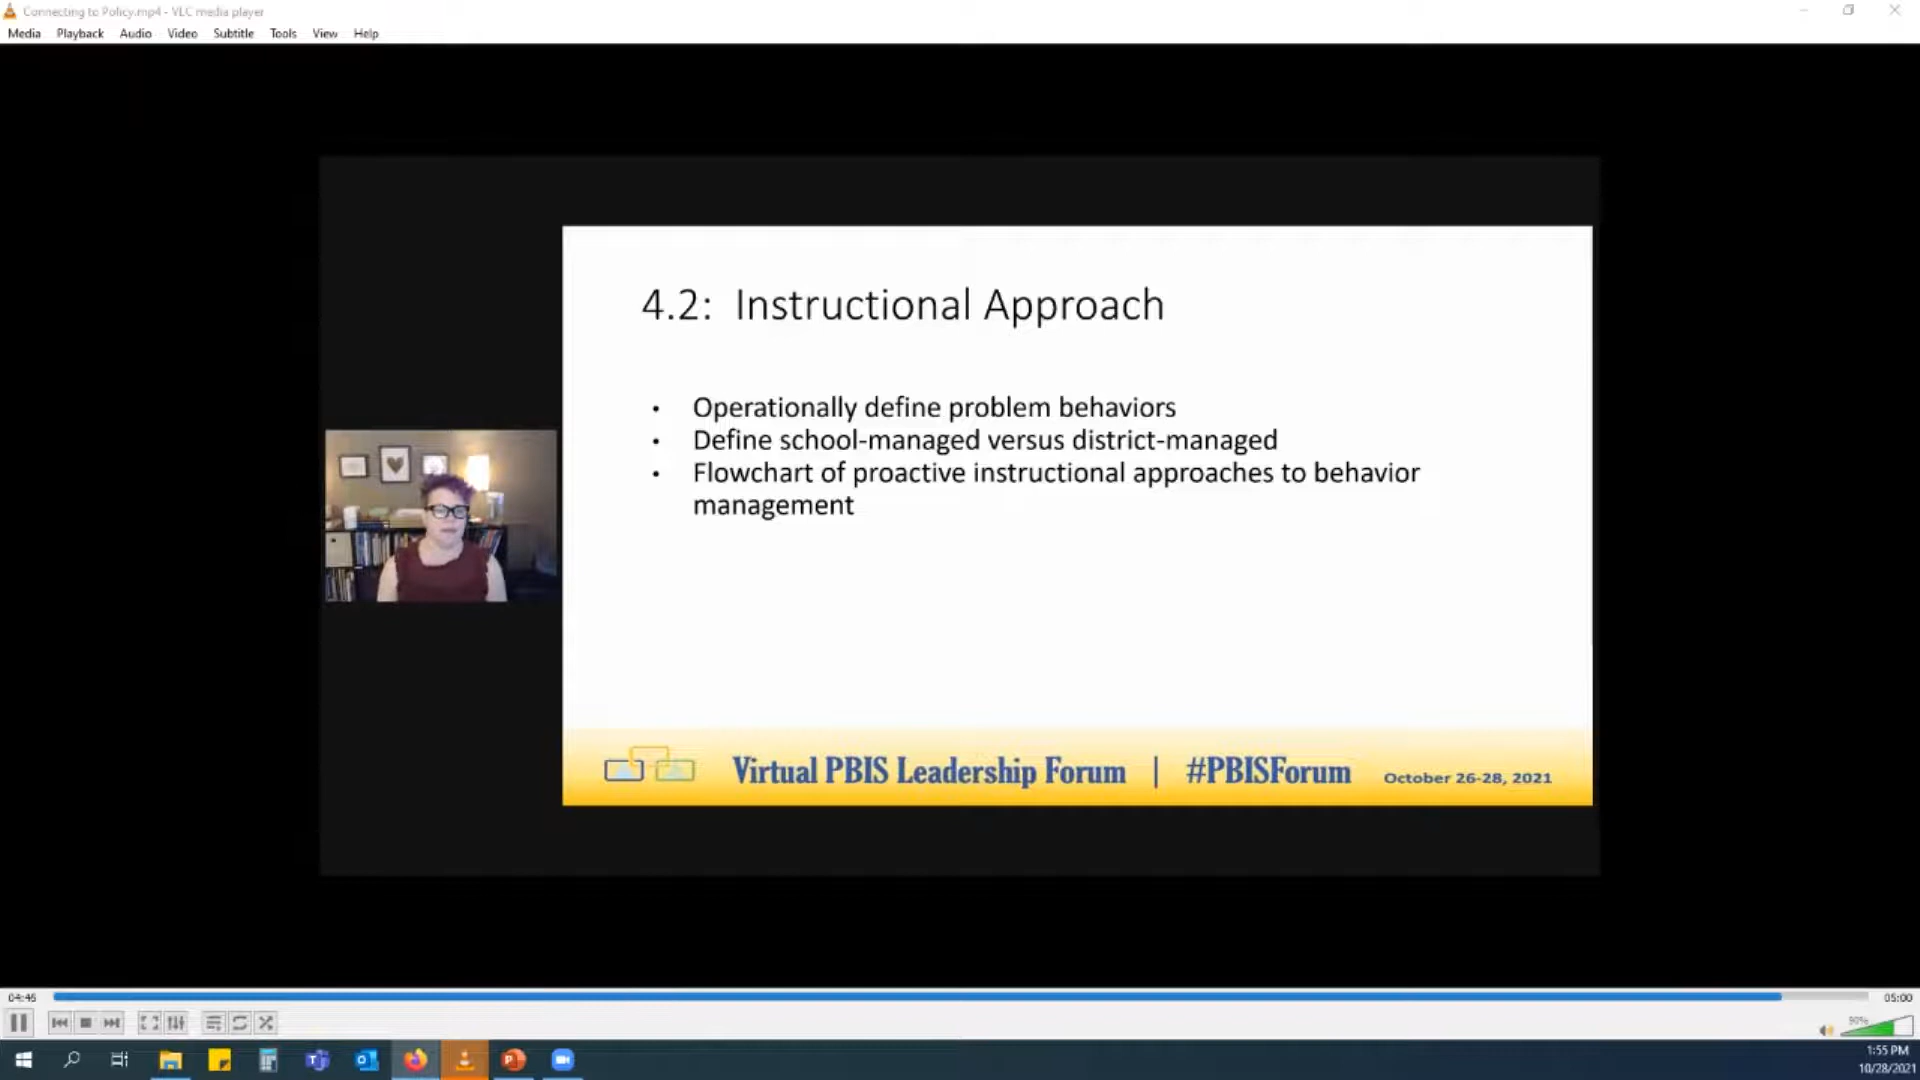 Connecting to Policy.mp4 - VLC media player
Media Playback Audio Video Subtitle Tools View Help
4.2: Instructional Approach
• Operationally define problem behaviors
• Define school-managed versus district-managed
• Flowchart of proactive instructional approaches to behavior
management
Virtual PBIS Leadership Forum | #PBISForum October 26-28, 2021
04:46 05:00
90%
1:55 PM
10/28/2021